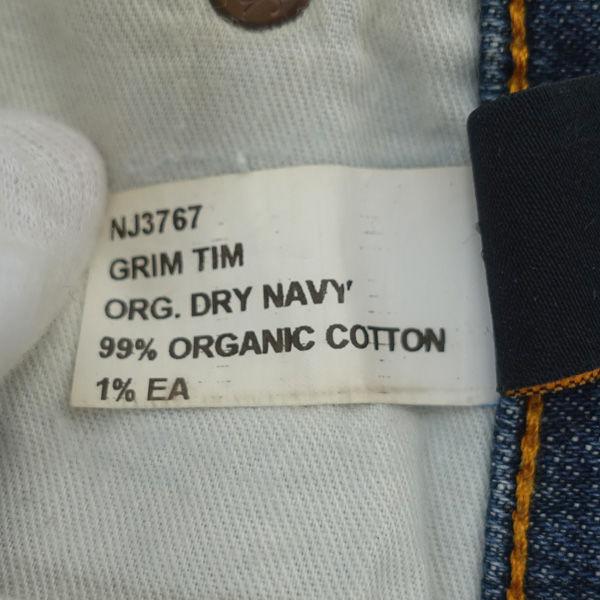 NJ3767
GRIM TIM
ORG. DRY NAVY
99% ORGANIC COTTON
1% EA